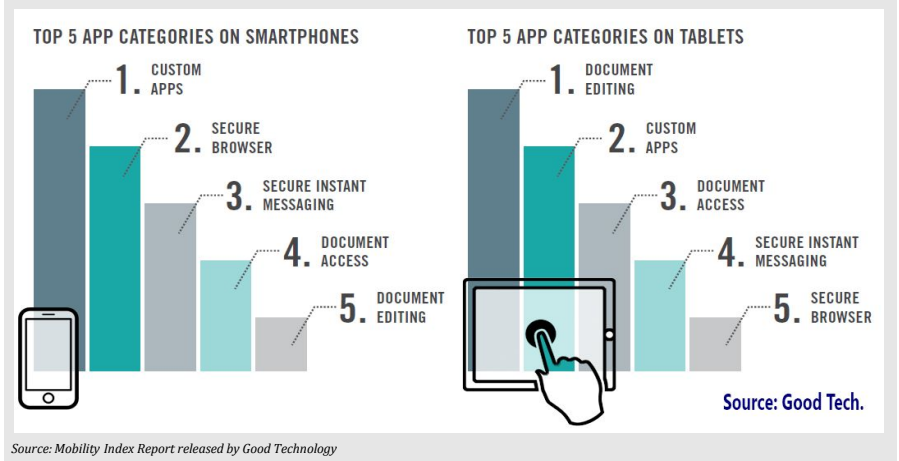 TOP 5 APP CATEGORIES ON SMARTPHONES
1. CUSTOM
APPS
2. SECURE
BROWSER
3. SECURE INSTANT
MESSAGING
4. DOCUMENT
ACCESS
5. DOCUMENT
EDITING
TOP 5 APP CATEGORIES ON TABLETS
1. DOCUMENT
EDITING
2. CUSTOM
APPS
3. DOCUMENT
ACCESS
4. SECURE INSTANT
MESSAGING
5. SECURE
BROWSER
Source: Good Tech.
Source: Mobility Index Report released by Good Technology